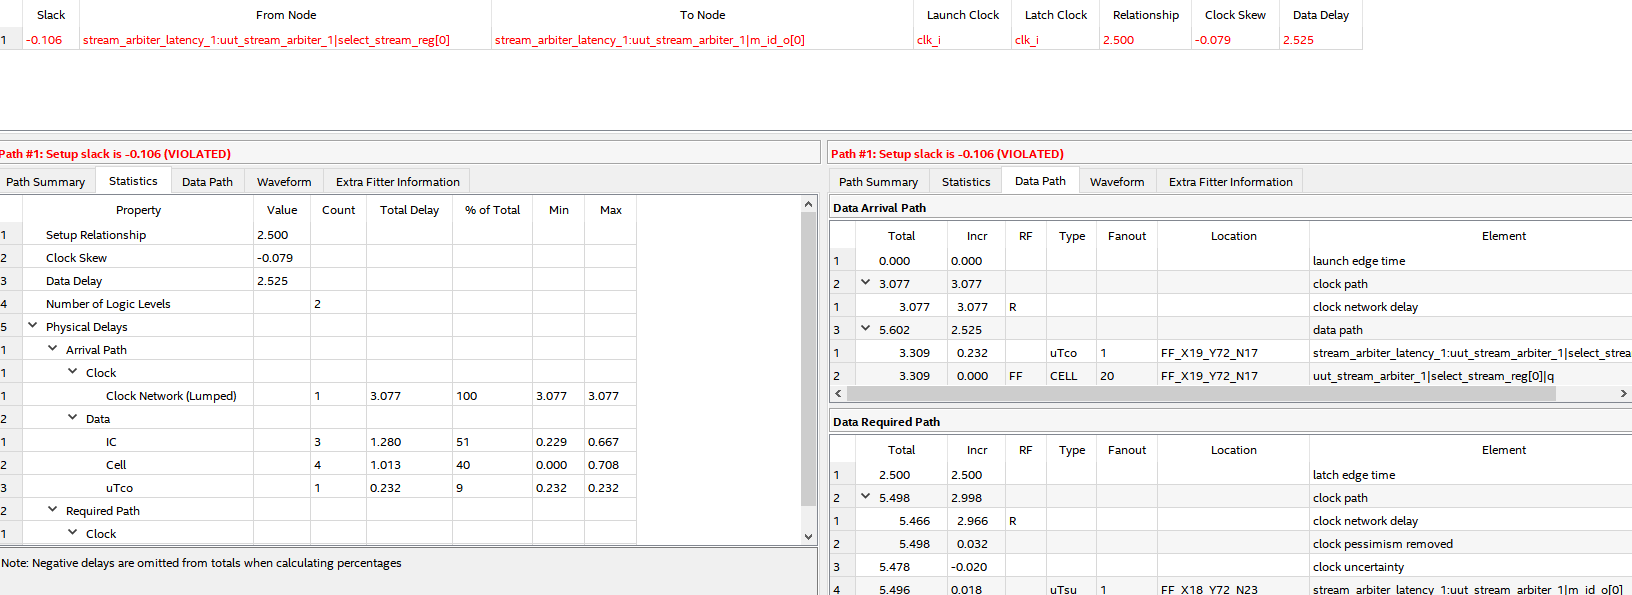 Slack From Node To Node Launch Clock Latch Clock Relationship Clock Skew Data Delay
1 -0.106 stream_arbiter_latency_1:uut_stream_arbiter_1|select_stream_reg[0] stream_arbiter_latency_1:uut_stream_arbiter_1|m_id_o[0] clk_i clk_i 2.500 -0.079 2.525
Path #1: Setup slack is -0.106 (VIOLATED)
Path Summary Statistics Data Path Waveform Extra Fitter Information
Property Value Count Total Delay % of Total Min Max
1 Setup Relationship 2.500
2 Clock Skew -0.079
3 Data Delay 2.525
4 Number of Logic Levels 2
5 Physical Delays
1 Arrival Path
1 Clock
1 Clock Network (Lumped) 1 3.077 100 3.077 3.077
2 Data
1 IC 3 1.280 51 0.229 0.667
2 Cell 4 1.013 40 0.000 0.708
3 uTco 1 0.232 9 0.232 0.232
2 Required Path
1 Clock
Note: Negative delays are omitted from totals when calculating percentages
Path #1: Setup slack is -0.106 (VIOLATED)
Path Summary Statistics Data Path Waveform Extra Fitter Information
Data Arrival Path
Total Incr RF Type Fanout Location Element
1 0.000 0.000 launch edge time
2 3.077 3.077 clock path
1 3.077 3.077 R clock network delay
3 5.602 2.525 data path
1 3.309 0.232 uTco 1 FF_X19_Y72_N17 stream_arbiter_latency_1:uut_stream_arbiter_1|select_strea
2 3.309 0.000 FF CELL 20 FF_X19_Y72_N17 uut_stream_arbiter_1|select_stream_reg[0]|q
Data Required Path
Total Incr RF Type Fanout Location Element
1 2.500 2.500 latch edge time
2 5.498 2.998 clock path
1 5.466 2.966 R clock network delay
2 5.498 0.032 clock pessimism removed
3 5.478 -0.020 clock uncertainty
4 5.496 0.018 uTsu 1 FF_X18_Y72_N23 stream_arbiter_latency_1:uut_stream_arbiter_1|m_id_o[0]